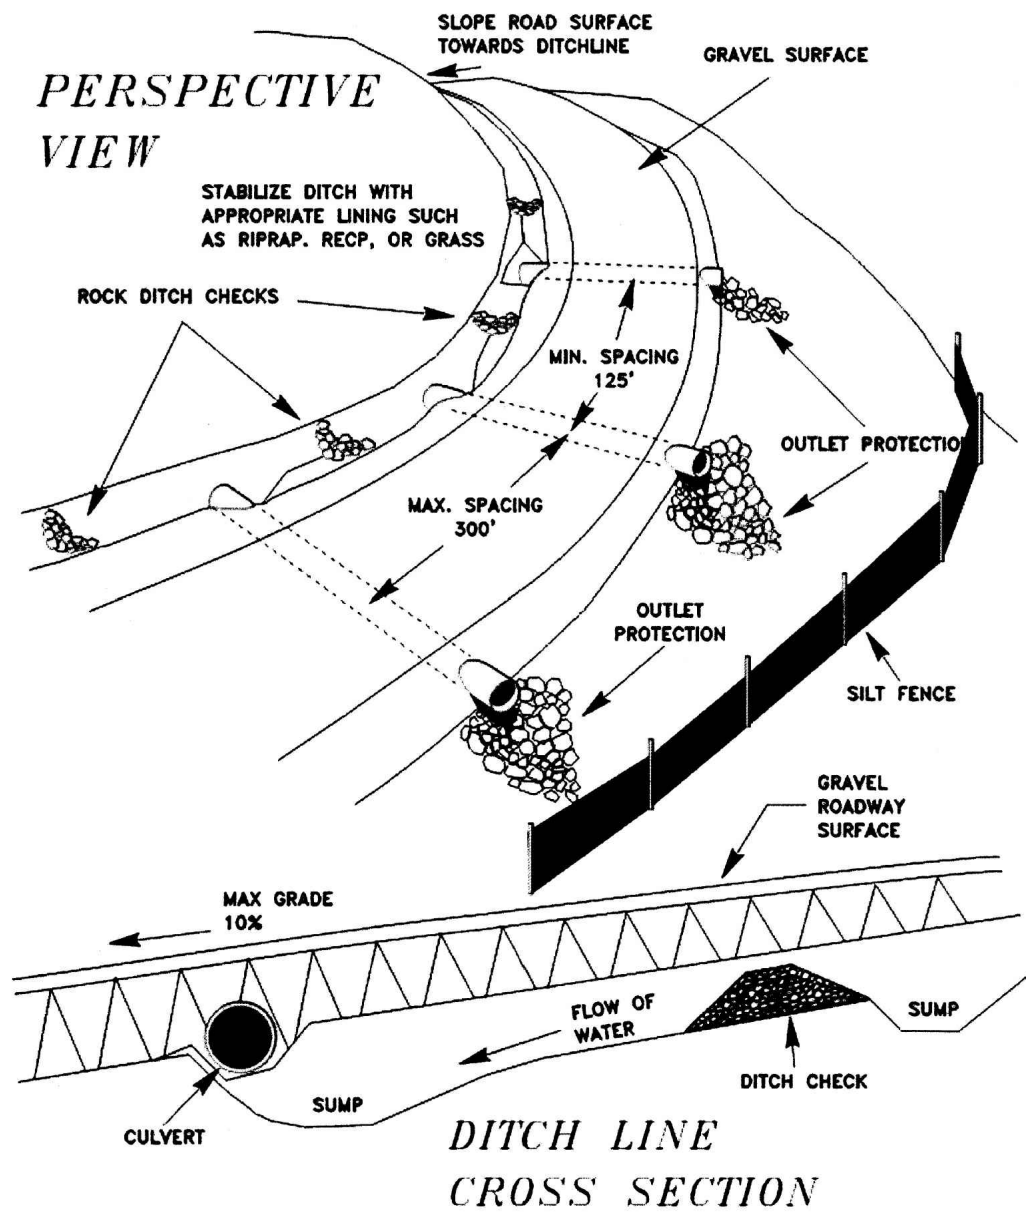 SLOPE ROAD SURFACE
TOWARDS DITCHLINE
GRAVEL SURFACE
PERSPECTIVE
VIEW
STABILIZE DITCH WITH
APPROPRIATE LINING SUCH
AS RIPRAP. RECP, OR GRASS
ROCK DITCH CHECKS
MIN. SPACING
125'
OUTLET PROTECTION
MAX. SPACING
300'
OUTLET
PROTECTION
SILT FENCE
GRAVEL
ROADWAY
SURFACE
MAX GRADE
10%
FLOW OF
WATER
SUMP
DITCH CHECK
SUMP
CULVERT
DITCH LINE
CROSS SECTION